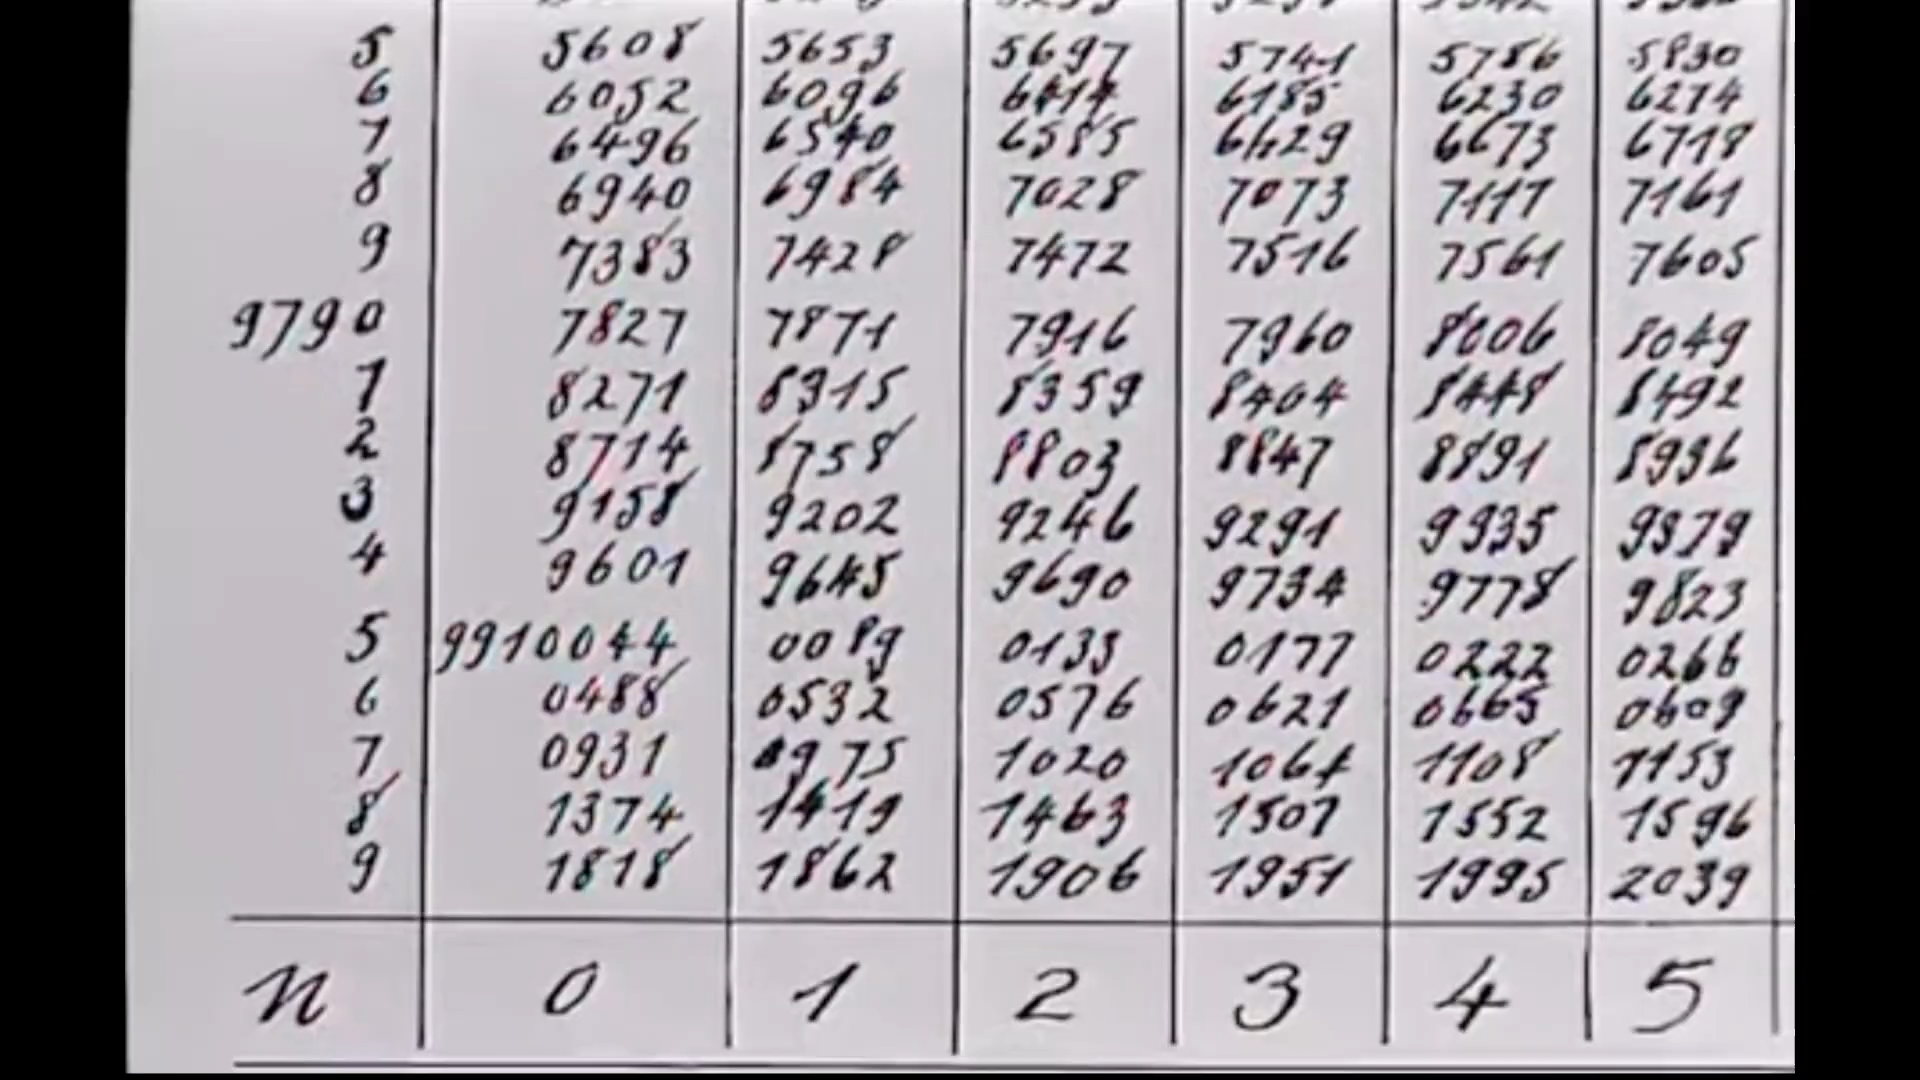 5 5608 5653 5697 5741 5786 5830
6 6052 6096 6414 6185 6230 6274
7 6496 6540 6585 6629 6673 6718
8 6940 6984 7028 7073 7117 7161
9 7383 7428 7472 7516 7561 7605
9790 7827 7871 7916 7960 8006 8049
1 8271 8315 8359 8404 8448 8492
2 8714 8758 8803 8847 8891 8936
3 9158 9202 9246 9291 9935 9379
4 9601 9645 9690 9734 9778 9823
5 9910044 0089 0133 0177 0222 0266
6 0488 0532 0576 0621 0665 0609
7 0931 0975 1020 1064 1108 1153
8 1374 1419 1463 1507 1552 1596
9 1818 1862 1906 1951 1995 2039
n 0 1 2 3 4 5